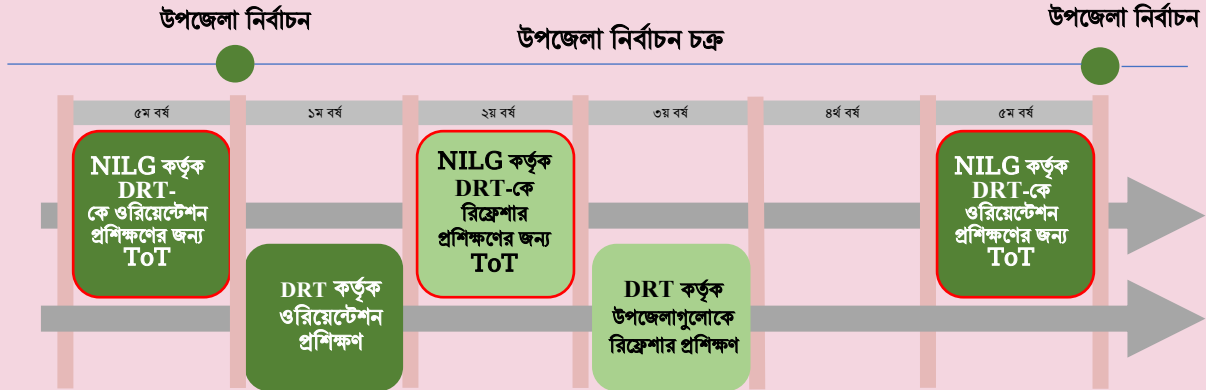 উপজেলা নির্বাচন
উপজেলা নির্বাচন চক্র
উপজেলা নির্বাচন
৫ম বর্ষ
১ম বর্ষ
২য় বর্ষ
৩য় বর্ষ
৪র্থ বর্ষ
৫ম বর্ষ
NILG কর্তৃক
DRT-
কে ওরিয়েন্টেশন
প্রশিক্ষণের জন্য
ToT
NILG কর্তৃক
DRT-কে
রিফ্রেশার
প্রশিক্ষণের জন্য
ToT
NILG কর্তৃক
DRT-কে
ওরিয়েন্টেশন
প্রশিক্ষণের জন্য
ToT
DRT কর্তৃক
ওরিয়েন্টেশন
প্রশিক্ষণ
DRT কর্তৃক
উপজেলাগুলোকে
রিফ্রেশার প্রশিক্ষণ